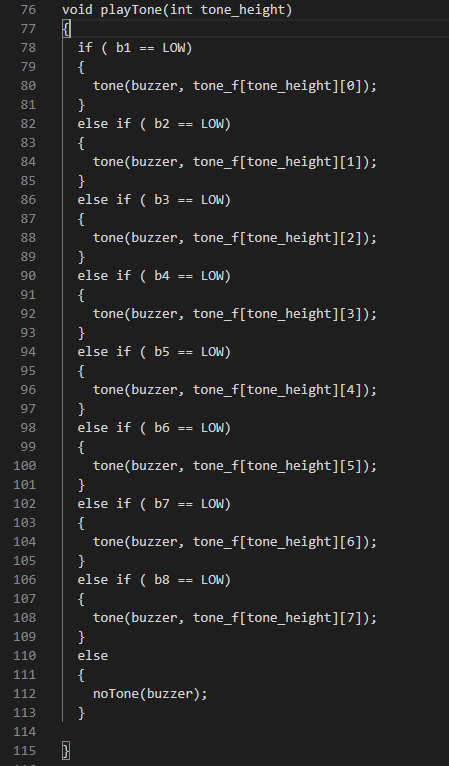 76 void playTone(int tone_height)
77 {
78 if ( b1 == LOW)
79 {
80 tone(buzzer, tone_f[tone_height][0]);
81 }
82 else if ( b2 == LOW)
83 {
84 tone(buzzer, tone_f[tone_height][1]);
85 }
86 else if ( b3 == LOW)
87 {
88 tone(buzzer, tone_f[tone_height][2]);
89 }
90 else if ( b4 == LOW)
91 {
92 tone(buzzer, tone_f[tone_height][3]);
93 }
94 else if ( b5 == LOW)
95 {
96 tone(buzzer, tone_f[tone_height][4]);
97 }
98 else if ( b6 == LOW)
99 {
100 tone(buzzer, tone_f[tone_height][5]);
101 }
102 else if ( b7 == LOW)
103 {
104 tone(buzzer, tone_f[tone_height][6]);
105 }
106 else if ( b8 == LOW)
107 {
108 tone(buzzer, tone_f[tone_height][7]);
109 }
110 else
111 {
112 noTone(buzzer);
113 }
114
115 }